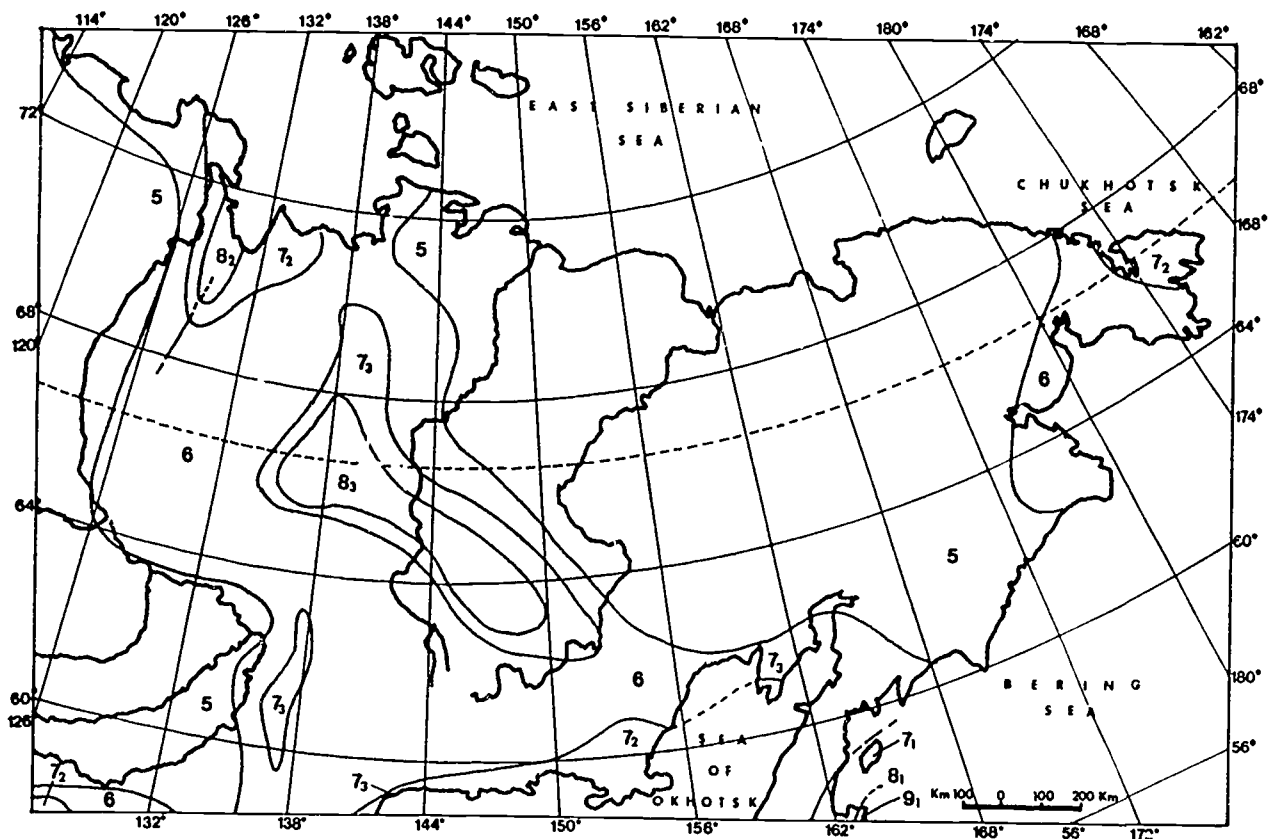 114° 120° 126° 132° 138° 144° 150° 156° 162° 168° 174° 180° 174° 168° 162°
68°
72°
EAST SIBERIAN
SEA
CHUKHOTSK
SEA
5
168°
8₂ 7₂ 5 7₂
68°
64°
120°
7₃
6
174°
6
8₃
64°
60°
5
6 7₃
180°
BERING
SEA
60°
126°
5 7₃
7₂ SEA
7₁
56°
OF
7₂ 7₃
8₁
6 OKHOTSK 9₁ Km 100 0 100 200 Km
132° 138° 144° 150° 156° 162° 168° 56° 172°